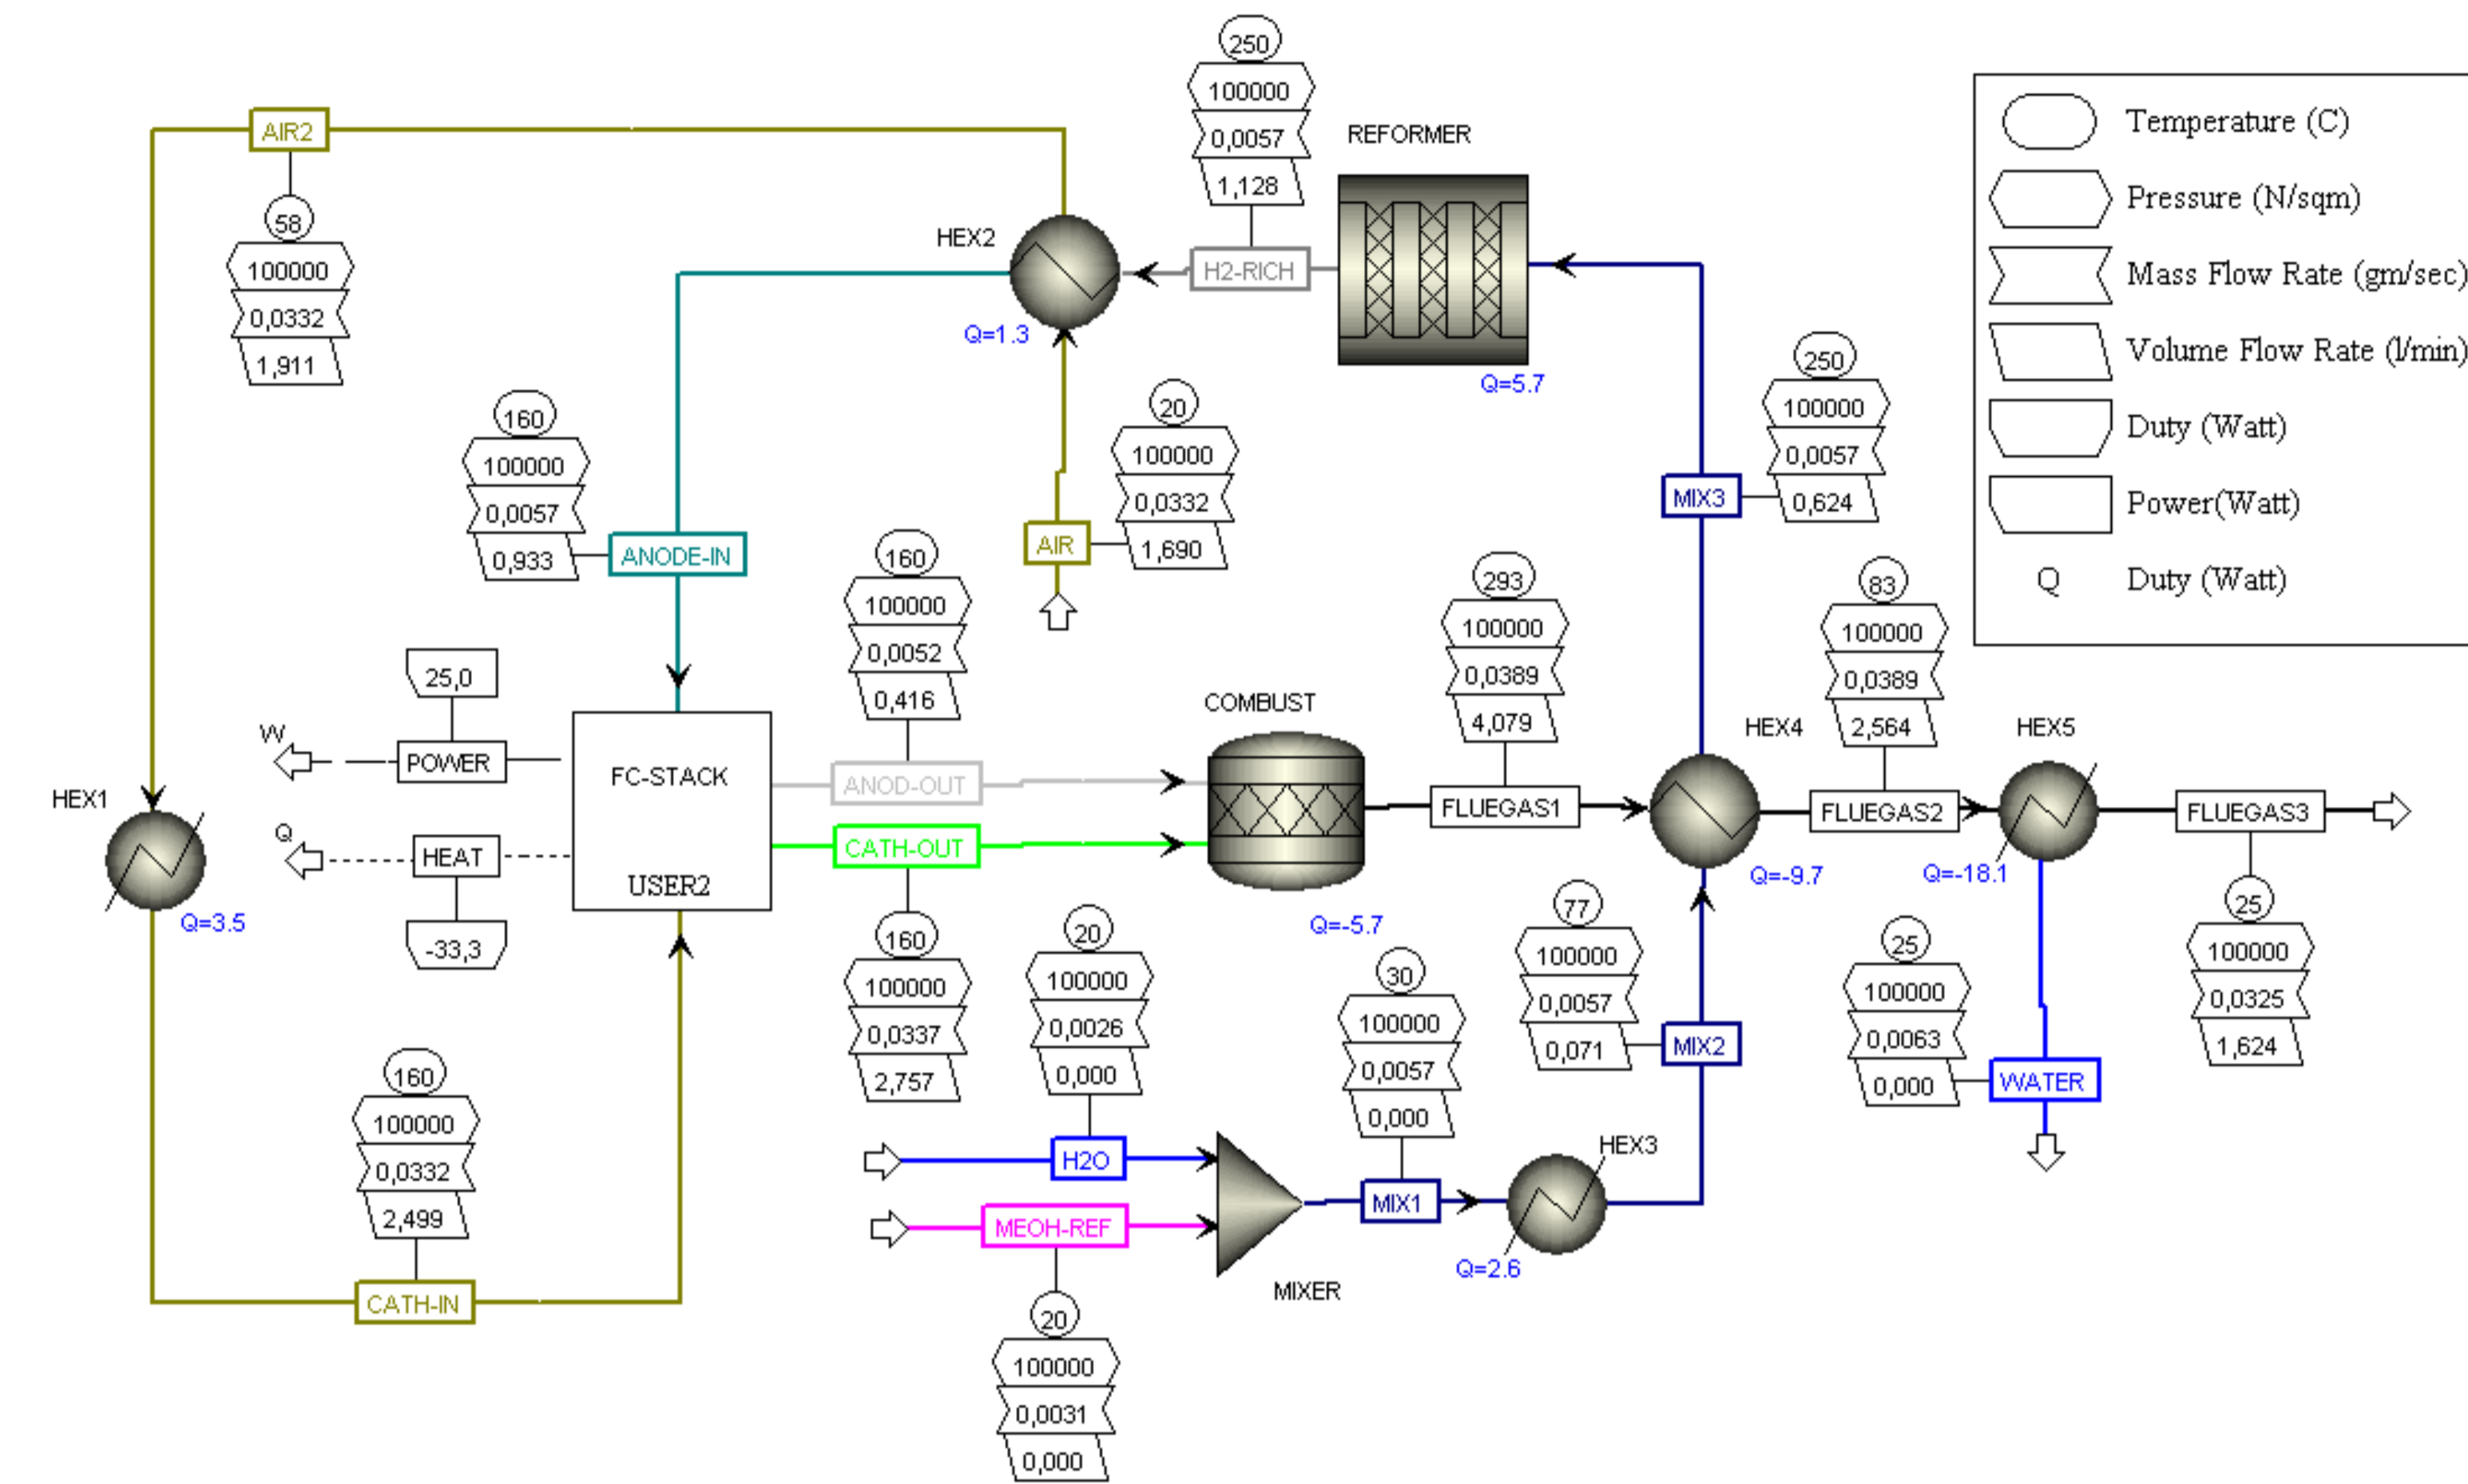 250
100000
0,0057
1,128
H2-RICH
REFORMER
Q=5.7
AIR2
58
100000
0,0332
1,911
HEX2
Q=1.3
Temperature (C)
Pressure (N/sqm)
Mass Flow Rate (gm/sec)
Volume Flow Rate (l/min)
Duty (Watt)
Power(Watt)
Q Duty (Watt)
160
100000
0,0057
0,933
ANODE-IN
20
100000
0,0332
1,690
AIR
250
100000
0,0057
0,624
MIX3
160
100000
0,0052
0,416
ANOD-OUT
293
100000
0,0389
4,079
FLUEGAS1
83
100000
0,0389
2,564
FLUEGAS2
25,0
W
POWER
FC-STACK
USER2
COMBUST
Q=-5.7
HEX4
Q=-9.7
HEX5
Q=-18.1
FLUEGAS3
25
100000
0,0325
1,624
HEX1
Q=3.5
Q
HEAT
-33,3
CATH-OUT
160
100000
0,0337
2,757
20
100000
0,0026
0,000
H2O
30
100000
0,0057
0,000
MIX1
77
100000
0,0057
0,071
MIX2
25
100000
0,0063
0,000
WATER
160
100000
0,0332
2,499
CATH-IN
MEOH-REF
20
100000
0,0031
0,000
MIXER
HEX3
Q=2.6